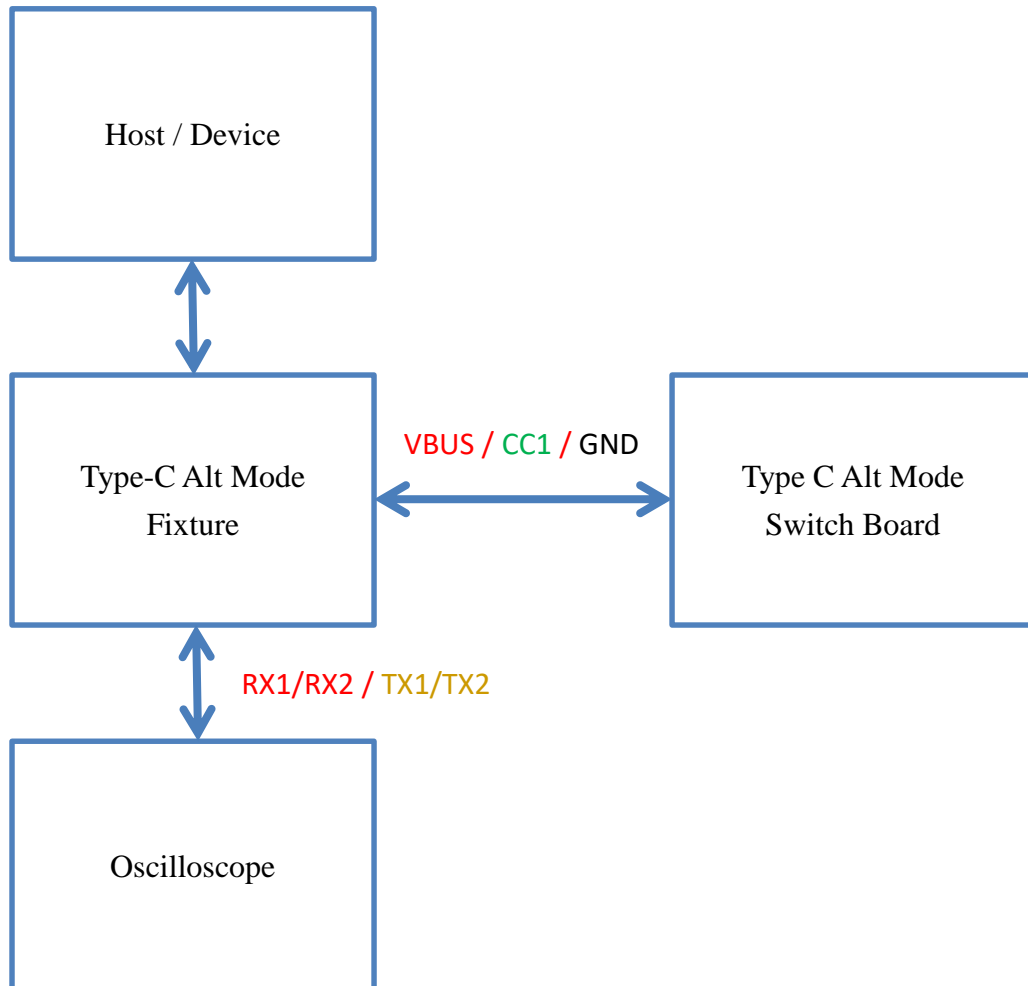 Host / Device
VBUS / CC1 / GND
Type-C Alt Mode
Fixture
Type C Alt Mode
Switch Board
RX1/RX2 / TX1/TX2
Oscilloscope